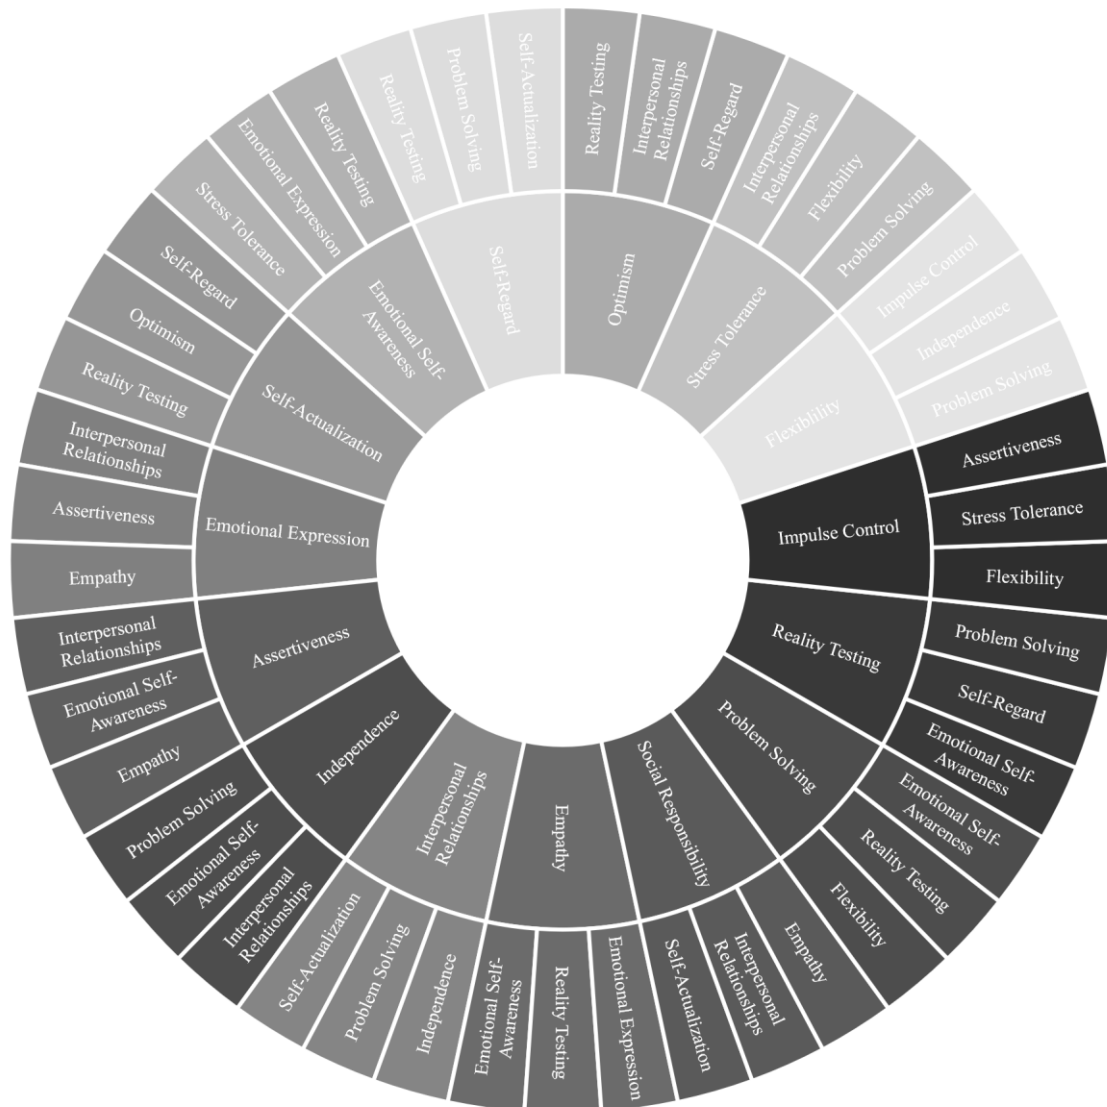 Optimism
Reality Testing
Interpersonal
Relationships
Self-Regard
Stress Tolerance
Interpersonal
Relationships
Flexibility
Problem Solving
Flexiblility
Impulse Control
Independence
Problem Solving
Impulse Control
Assertiveness
Stress Tolerance
Flexibility
Reality Testing
Problem Solving
Self-Regard
Emotional Self-
Awareness
Problem Solving
Emotional Self-
Awareness
Reality Testing
Flexibility
Social Responsibility
Empathy
Interpersonal
Relationships
Self-Actualization
Empathy
Emotional Expression
Reality Testing
Emotional Self-
Awareness
Interpersonal
Relationships
Independence
Problem Solving
Self-Actualization
Independence
Interpersonal
Relationships
Emotional Self-
Awareness
Problem Solving
Assertiveness
Empathy
Emotional Self-
Awareness
Interpersonal
Relationships
Emotional Expression
Empathy
Assertiveness
Interpersonal
Relationships
Self-Actualization
Reality Testing
Optimism
Self-Regard
Emotional Self-
Awareness
Stress Tolerance
Emotional Expression
Reality Testing
Self-Regard
Reality Testing
Problem Solving
Self-Actualization